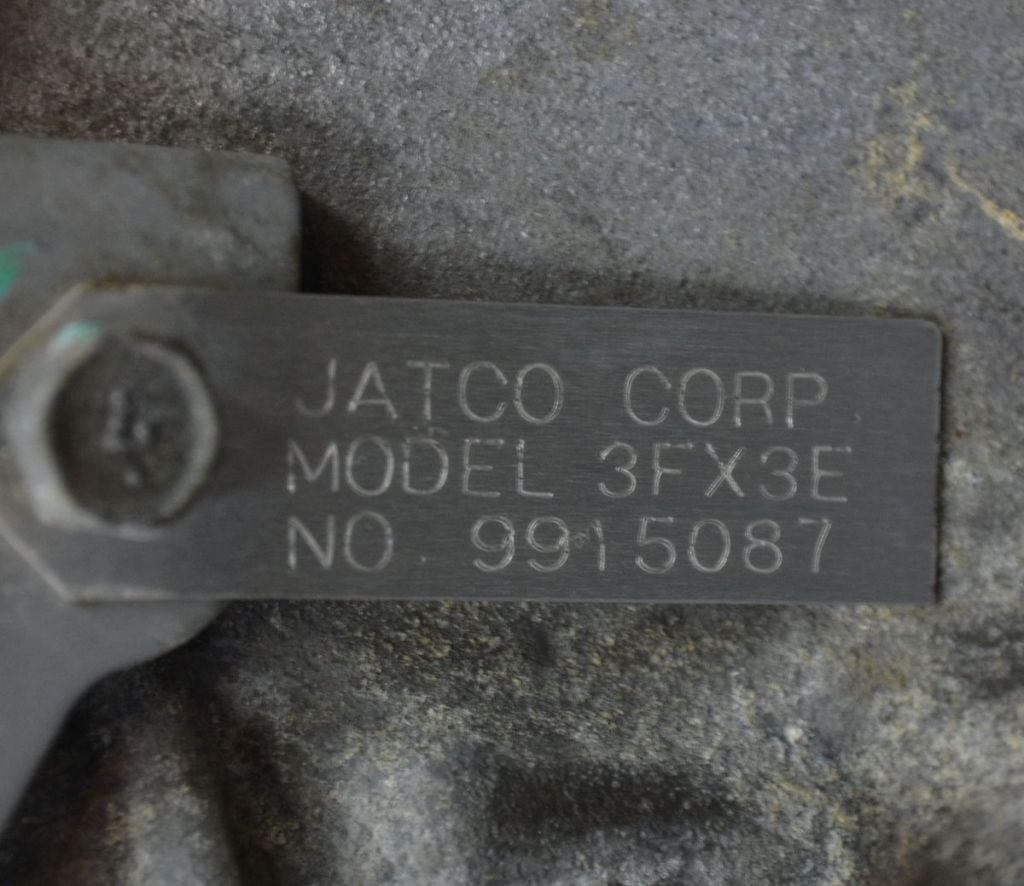 JATCO CORP
MODEL 3FX3E
NO. 9915087